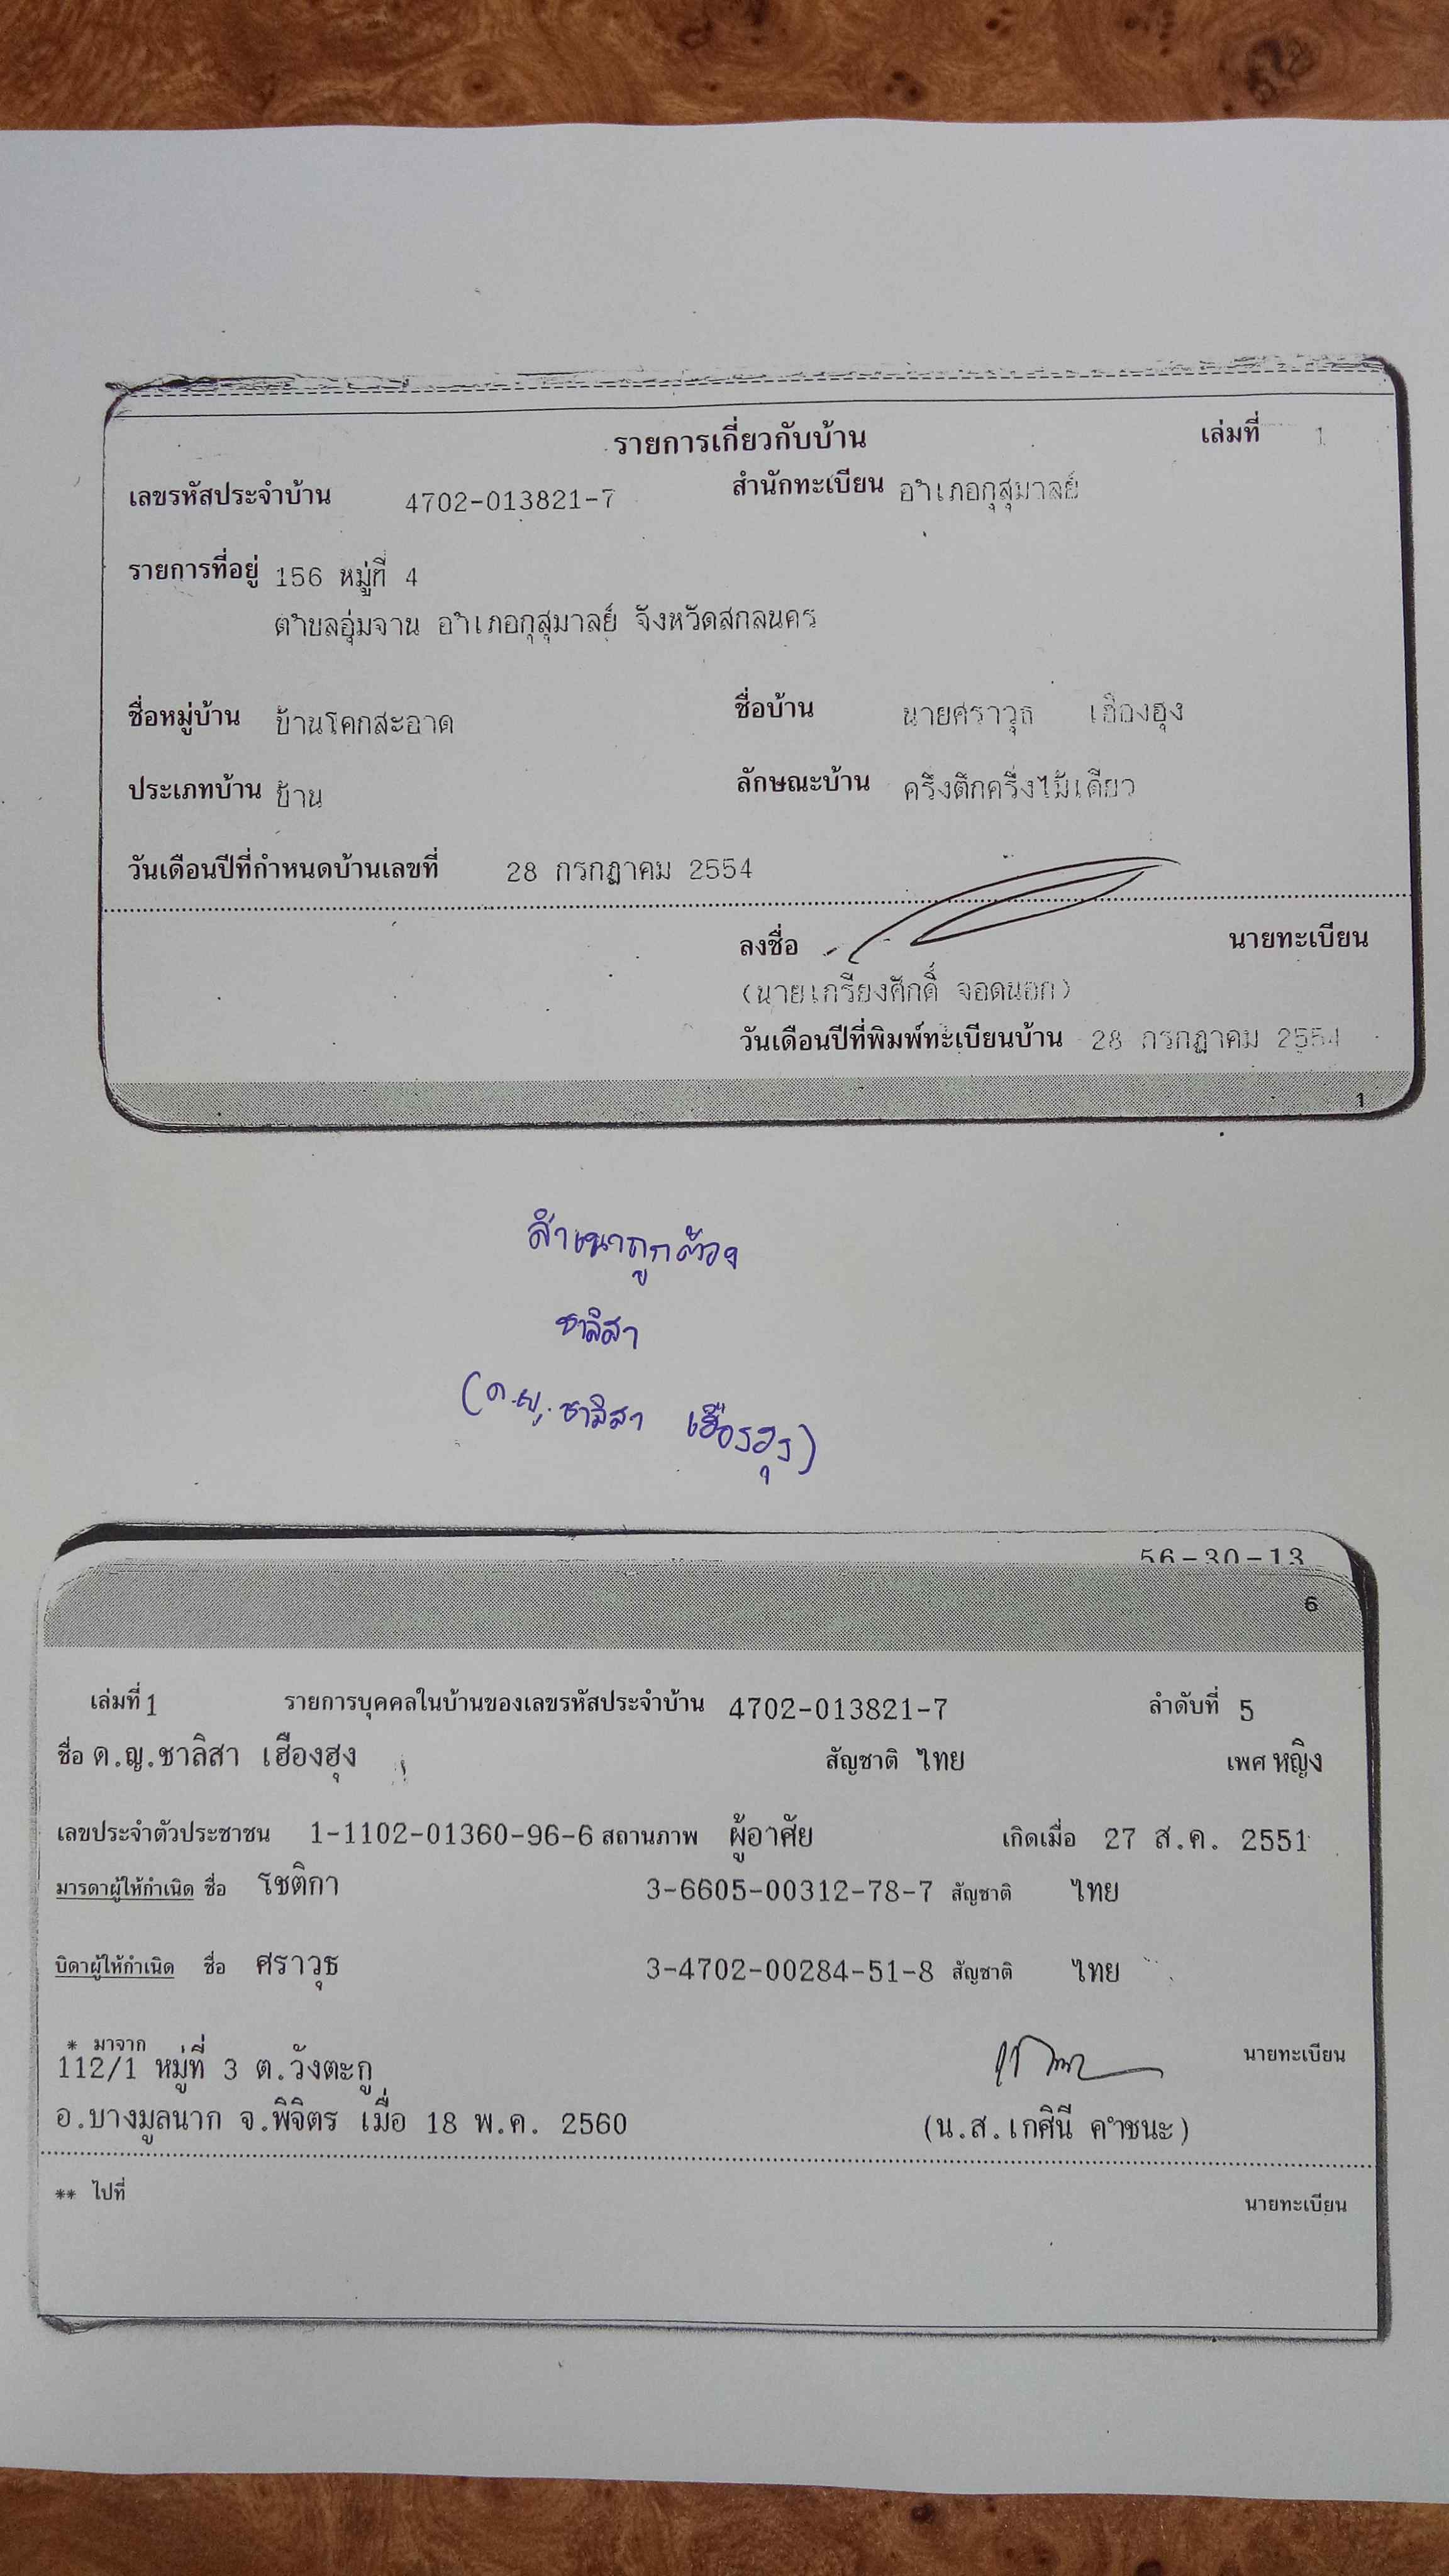 รายการเกี่ยวกับบ้าน เล่มที่ 1
เลขรหัสประจำบ้าน 4702-013821-7 สำนักทะเบียน อำเภอกุสุมาลย์
รายการที่อยู่ 156 หมู่ที่ 4
ตำบลอุ่มจาน อำเภอกุสุมาลย์ จังหวัดสกลนคร
ชื่อหมู่บ้าน บ้านโคกสะอาด ชื่อบ้าน นายศราวุธ เฮืองฮุง
ประเภทบ้าน บ้าน ลักษณะบ้าน ครึ่งตึกครึ่งไม้เดียว
วันเดือนปีที่กำหนดบ้านเลขที่ 28 กรกฎาคม 2554
ลงชื่อ นายทะเบียน
(นายเกรียงศักดิ์ จอดนอก)
วันเดือนปีที่พิมพ์ทะเบียนบ้าน 28 กรกฎาคม 2554
1
สำเนาถูกต้อง
ชาลิสา
(ด.ญ. ชาลิสา เฮืองฮุง)
56-30-13
6
เล่มที่ 1 รายการบุคคลในบ้านของเลขรหัสประจำบ้าน 4702-013821-7 ลำดับที่ 5
ชื่อ ด.ญ.ชาลิสา เฮืองฮุง สัญชาติ ไทย เพศ หญิง
เลขประจำตัวประชาชน 1-1102-01360-96-6 สถานภาพ ผู้อาศัย เกิดเมื่อ 27 ส.ค. 2551
มารดาผู้ให้กำเนิด ชื่อ โชติกา 3-6605-00312-78-7 สัญชาติ ไทย
บิดาผู้ให้กำเนิด ชื่อ ศราวุธ 3-4702-00284-51-8 สัญชาติ ไทย
* มาจาก
112/1 หมู่ที่ 3 ต.วังตะกู นายทะเบียน
อ.บางมูลนาก จ.พิจิตร เมื่อ 18 พ.ค. 2560 (น.ส.เกศินี คำชนะ)
** ไปที่ นายทะเบียน